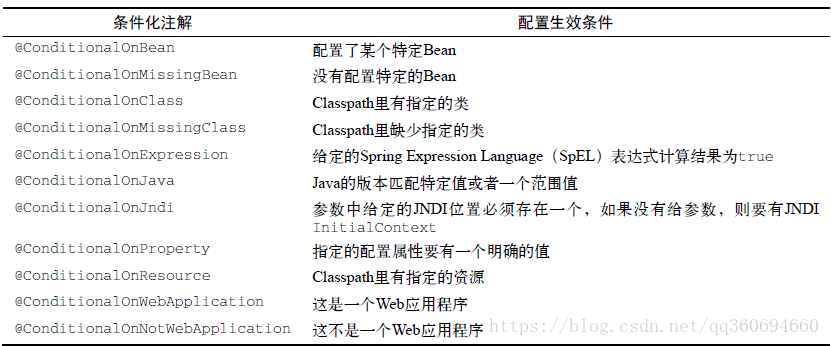 条件化注解 配置生效条件
@ConditionalOnBean 配置了某个特定Bean
@ConditionalOnMissingBean 没有配置特定的Bean
@ConditionalOnClass Classpath里有指定的类
@ConditionalOnMissingClass Classpath里缺少指定的类
@ConditionalOnExpression 给定的Spring Expression Language（SpEL）表达式计算结果为true
@ConditionalOnJava Java的版本匹配特定值或者一个范围值
@ConditionalOnJndi 参数中给定的JNDI位置必须存在一个，如果没有给参数，则要有JNDI
InitialContext
@ConditionalOnProperty 指定的配置属性要有一个明确的值
@ConditionalOnResource Classpath里有指定的资源
@ConditionalOnWebApplication 这是一个Web应用程序
@ConditionalOnNotWebApplication 这不是一个Web应用程序
https://blog.csdn.net/qq360694660